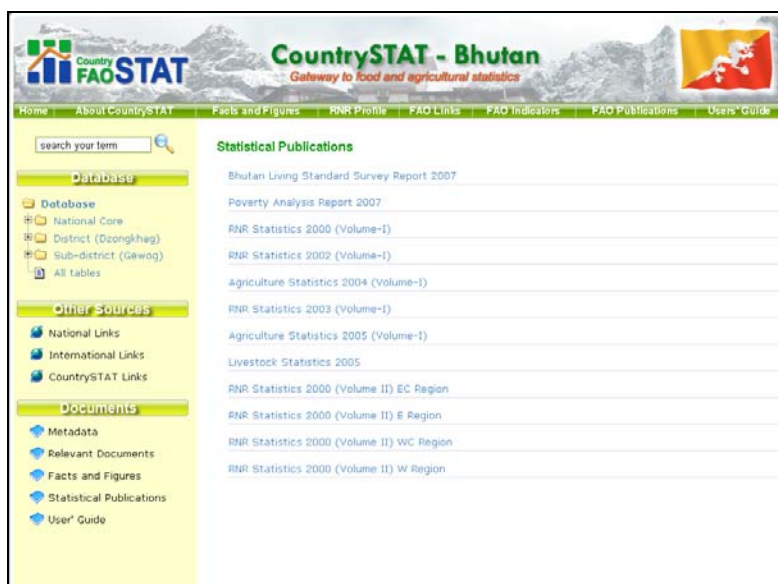 Country
FAOSTAT
CountrySTAT - Bhutan
Gateway to food and agricultural statistics
Home
About CountrySTAT
Facts and Figures
RNR Profile
FAO Links
FAO Indicators
FAO Publications
Users' Guide
search your term
Database
Database
National Core
District (Dzongkhag)
Sub-district (Gewog)
All tables
Other Sources
National Links
International Links
CountrySTAT Links
Documents
Metadata
Relevant Documents
Facts and Figures
Statistical Publications
User' Guide
Statistical Publications
Bhutan Living Standard Survey Report 2007
Poverty Analysis Report 2007
RNR Statistics 2000 (Volume-I)
RNR Statistics 2002 (Volume-I)
Agriculture Statistics 2004 (Volume-I)
RNR Statistics 2003 (Volume-I)
Agriculture Statistics 2005 (Volume-I)
Livestock Statistics 2005
RNR Statistics 2000 (Volume II) EC Region
RNR Statistics 2000 (Volume II) E Region
RNR Statistics 2000 (Volume II) WC Region
RNR Statistics 2000 (Volume II) W Region